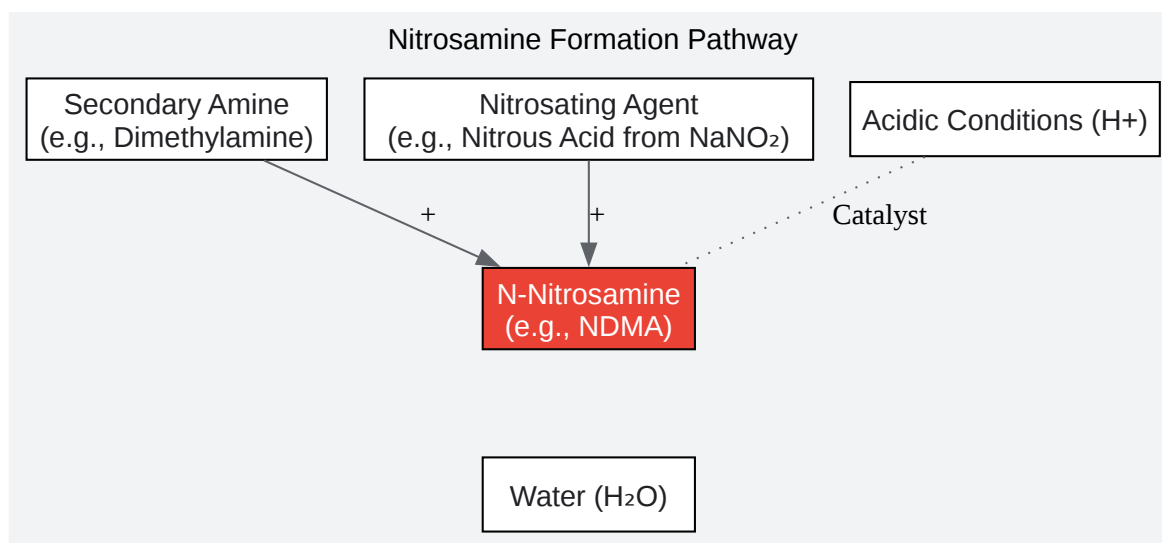 Nitrosamine Formation Pathway
Secondary Amine
(e.g., Dimethylamine)
Nitrosating Agent
(e.g., Nitrous Acid from NaNO₂)
Acidic Conditions (H+)
+
+
Catalyst
N-Nitrosamine
(e.g., NDMA)
Water (H₂O)